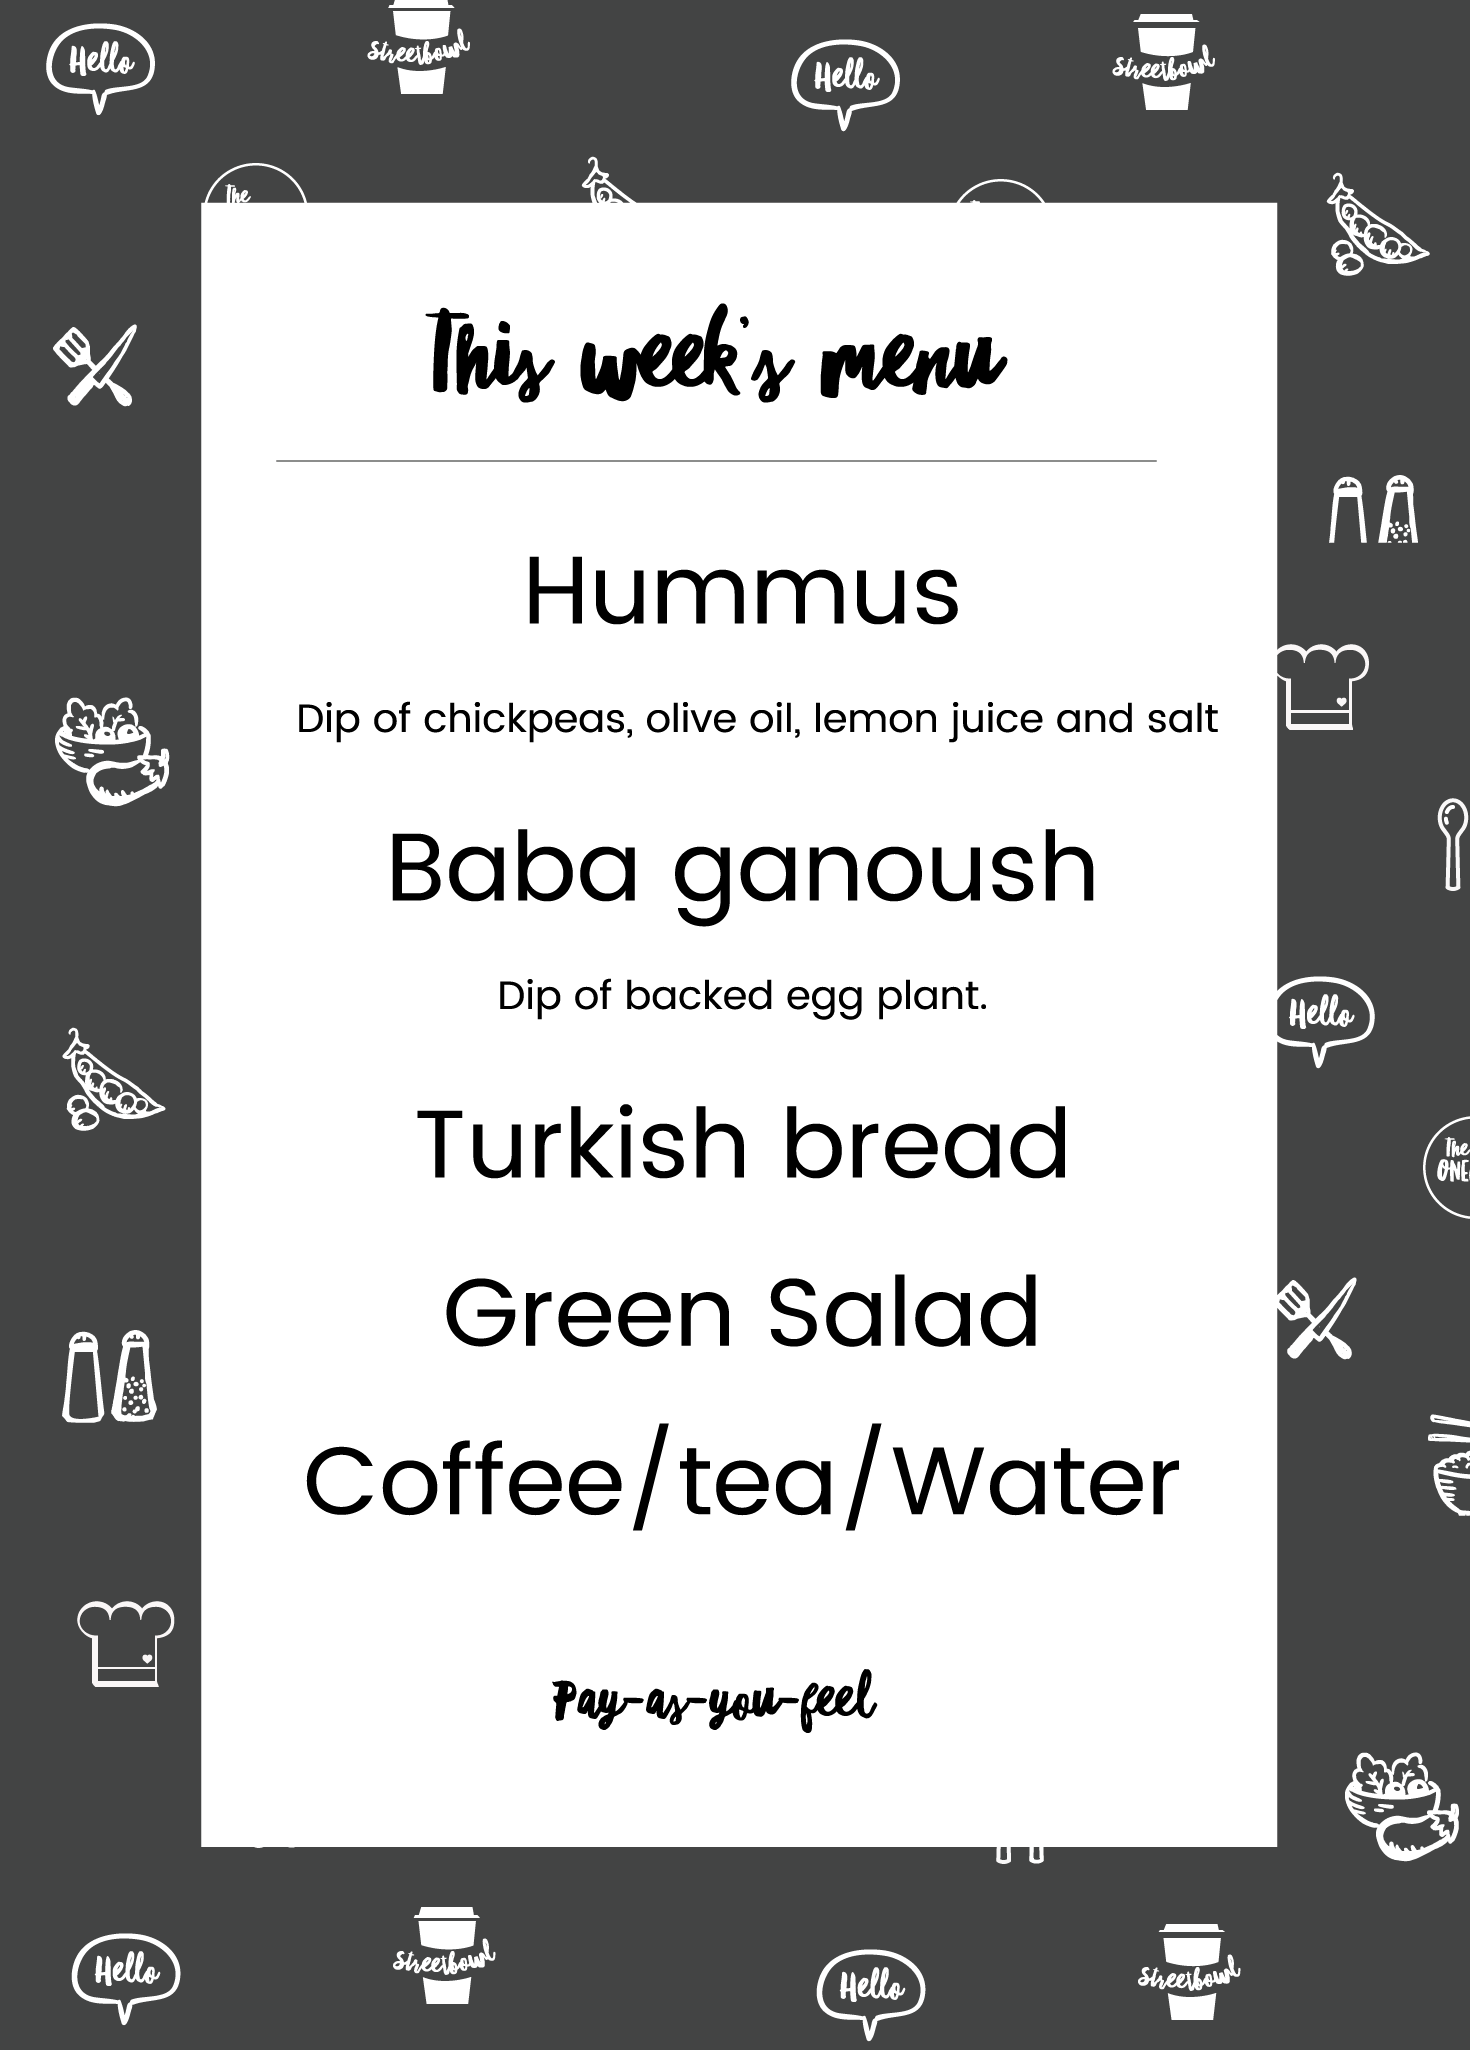 Hello
Streetbowl
Hello
Streetbowl
The
This week's menu
Hummus
Dip of chickpeas, olive oil, lemon juice and salt
Baba ganoush
Dip of backed egg plant.
Hello
Turkish bread
The
Green Salad
Coffee/tea/Water
Pay-as-you-feel
Hello
Streetbowl
Hello
Streetbowl